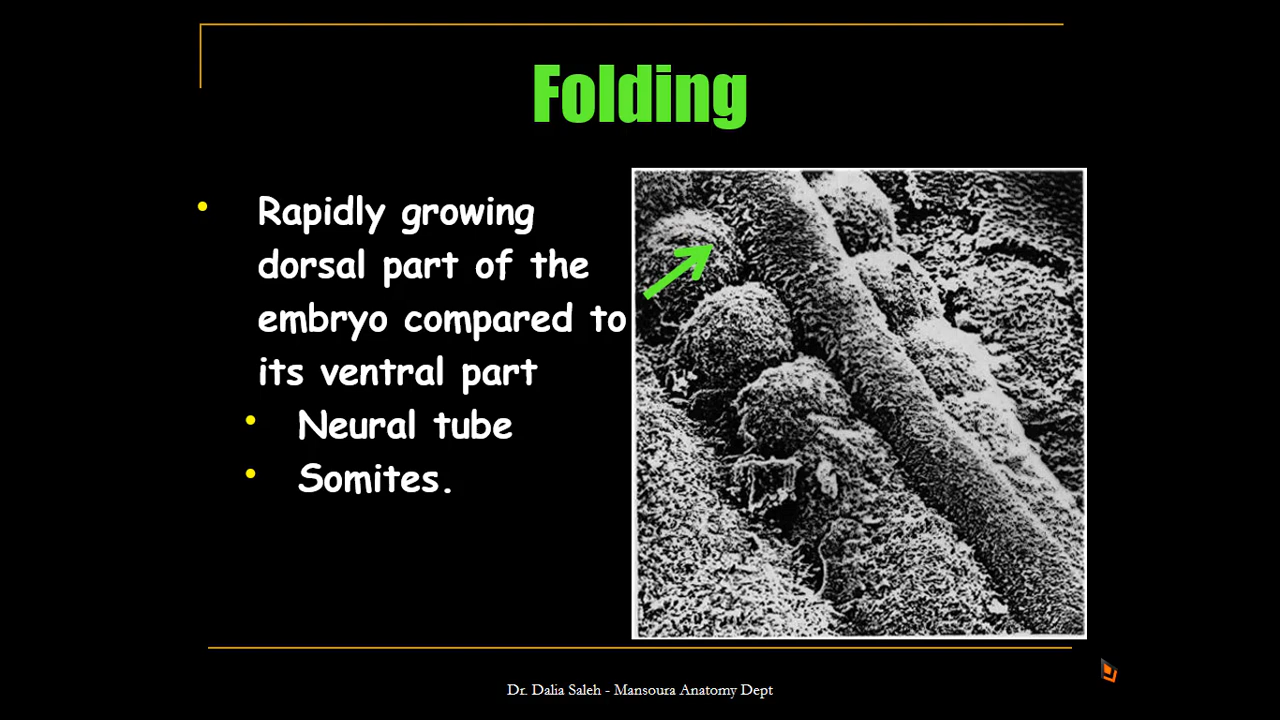 Folding
• Rapidly growing
dorsal part of the
embryo compared to
its ventral part
• Neural tube
• Somites.
Dr. Dalia Saleh - Mansoura Anatomy Dept